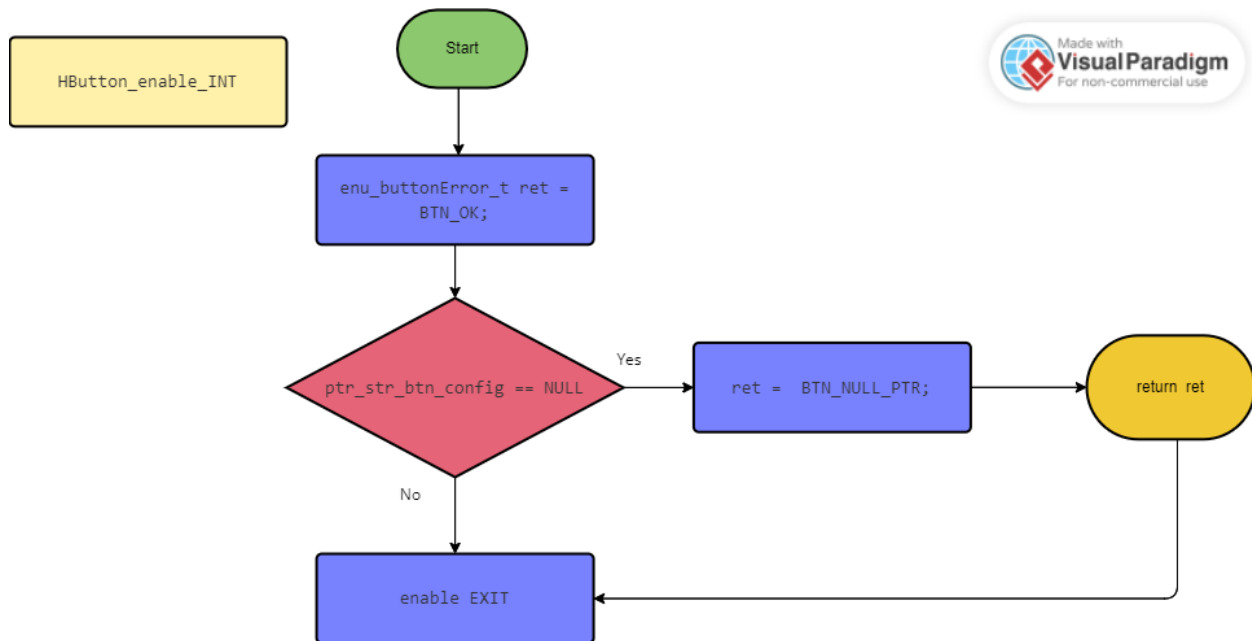 HButton_enable_INT
Start
Made with
Visual Paradigm
For non-commercial use
enu_buttonError_t ret =
BTN_OK;
ptr_str_btn_config == NULL
Yes
ret =  BTN_NULL_PTR;
return ret
No
enable EXIT